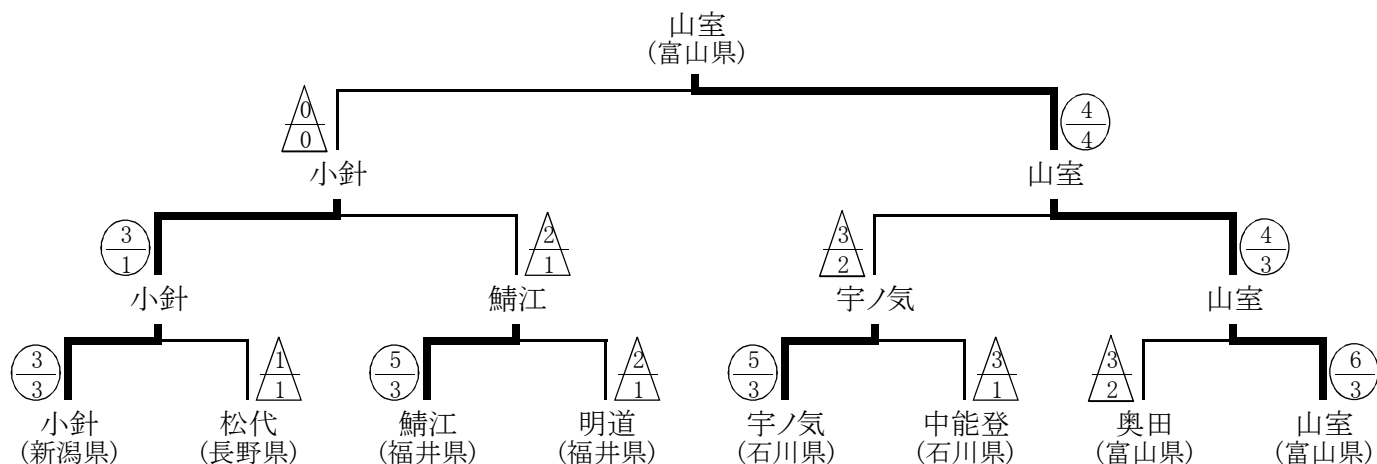 山室
(富山県)
0
0
4
4
小針
山室
3
1
2
1
3
2
4
3
小針
鯖江
宇ノ気
山室
3
3
1
1
5
3
2
1
5
3
3
1
3
2
6
3
小針
(新潟県)
松代
(長野県)
鯖江
(福井県)
明道
(福井県)
宇ノ気
(石川県)
中能登
(石川県)
奥田
(富山県)
山室
(富山県)